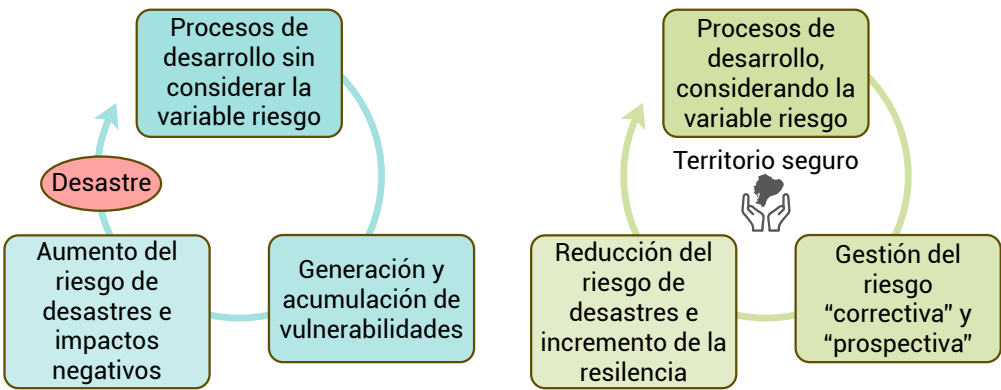 Procesos de
desarrollo sin
considerar la
variable riesgo
Desastre
Aumento del
riesgo de
desastres e
impactos
negativos
Generación y
acumulación de
vulnerabilidades
Procesos de
desarrollo,
considerando la
variable riesgo
Territorio seguro
Reducción del
riesgo de
desastres e
incremento de la
resilencia
Gestión del
riesgo
“correctiva” y
“prospectiva”